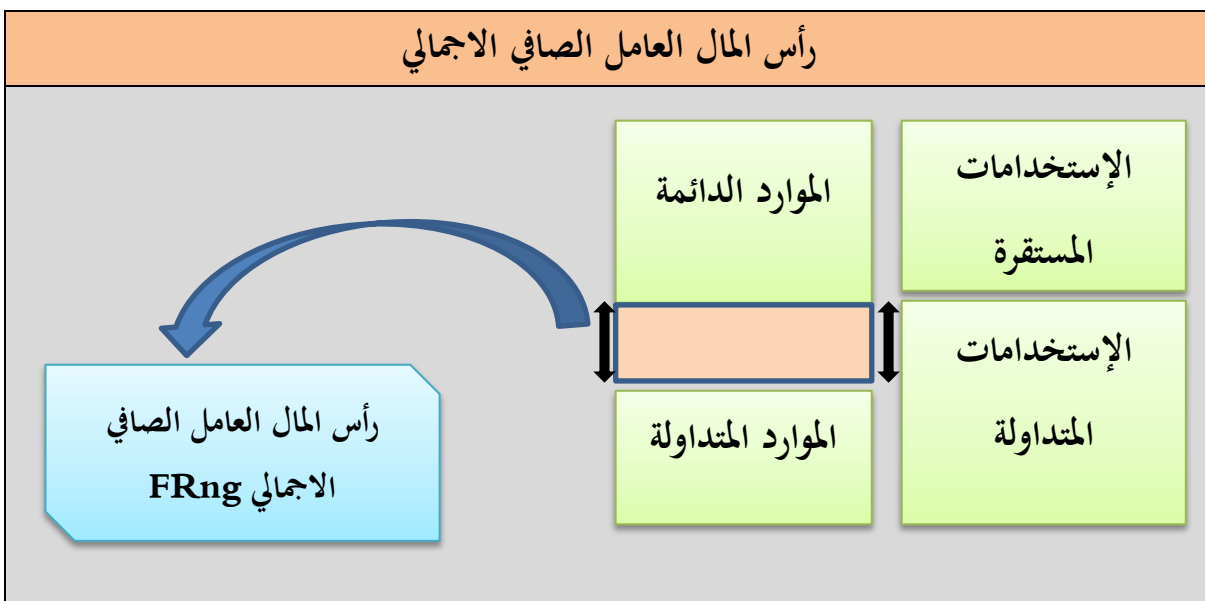 رأس المال العامل الصافي الاجمالي
الإستخدامات
المستقرة
الموارد الدائمة
الإستخدامات
المتداولة
الموارد المتداولة
رأس المال العامل الصافي
الاجمالي FRng